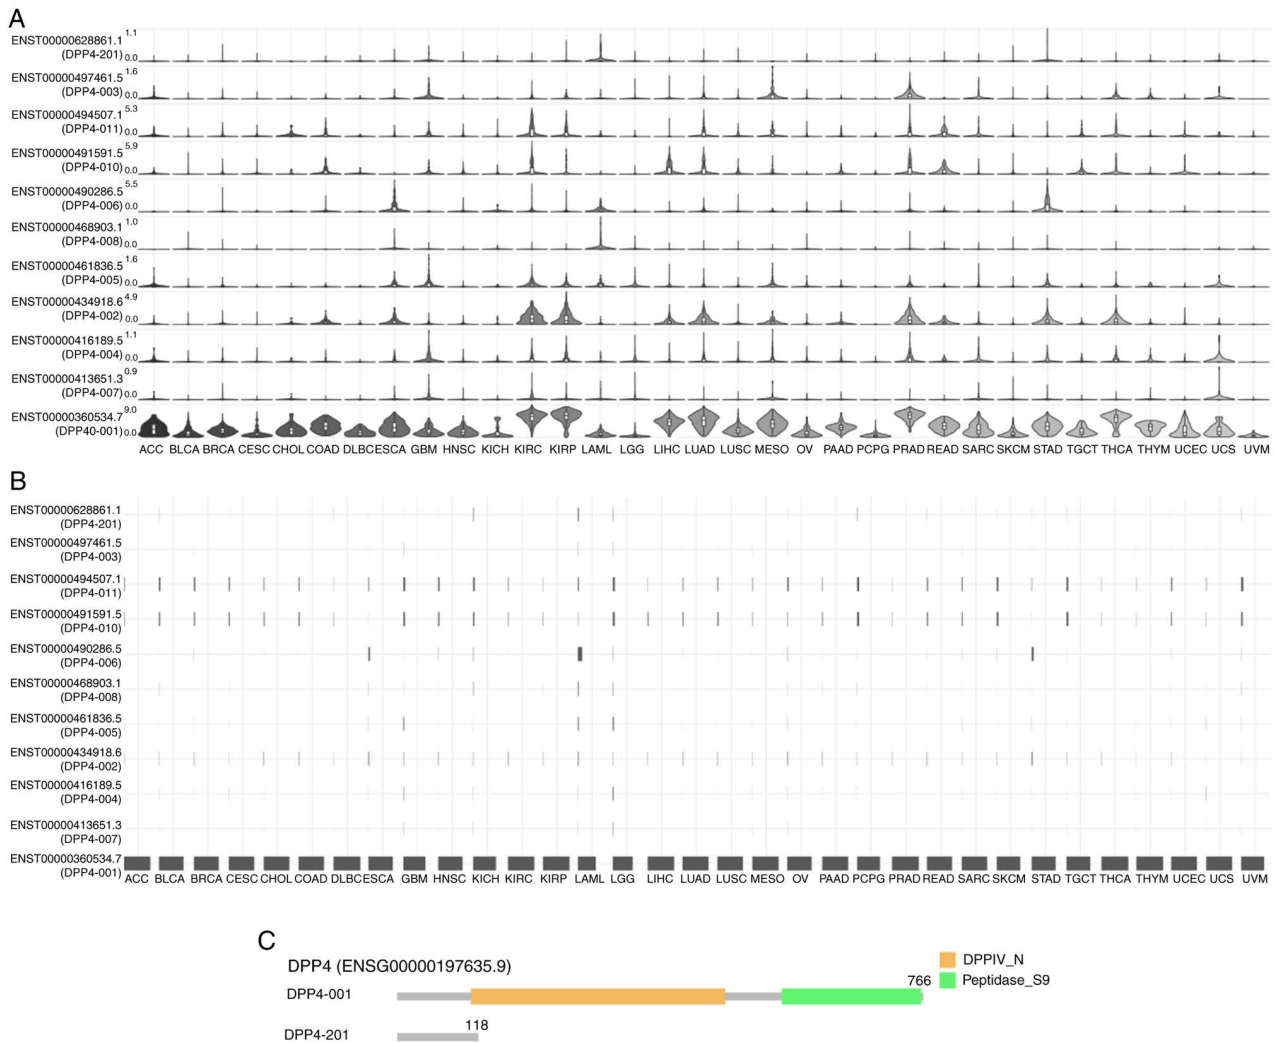 A
ENST00000628861.1 1.1
(DPP4-201) 0.0
ENST00000497461.5 1.6
(DPP4-003) 0.0
ENST00000494507.1 5.3
(DPP4-011) 0.0
ENST00000491591.5 5.9
(DPP4-010) 0.0
ENST00000490286.5 5.5
(DPP4-006) 0.0
ENST00000468903.1 1.0
(DPP4-008) 0.0
ENST00000461836.5 1.6
(DPP4-005) 0.0
ENST00000434918.6 4.9
(DPP4-002) 0.0
ENST00000416189.5 1.1
(DPP4-004) 0.0
ENST00000413651.3 0.9
(DPP4-007) 0.0
ENST00000360534.7 9.0
(DPP40-001) 0.0
ACC BLCA BRCA CESC CHOL COAD DLBC ESCA GBM HNSC KICH KIRC KIRP LAML LGG LIHC LUAD LUSC MESO OV PAAD PCPG PRAD READ SARC SKCM STAD TGCT THCA THYM UCEC UCS UVM
B
ENST00000628861.1
(DPP4-201)
ENST00000497461.5
(DPP4-003)
ENST00000494507.1
(DPP4-011)
ENST00000491591.5
(DPP4-010)
ENST00000490286.5
(DPP4-006)
ENST00000468903.1
(DPP4-008)
ENST00000461836.5
(DPP4-005)
ENST00000434918.6
(DPP4-002)
ENST00000416189.5
(DPP4-004)
ENST00000413651.3
(DPP4-007)
ENST00000360534.7
(DPP4-001)
ACC BLCA BRCA CESC CHOL COAD DLBC ESCA GBM HNSC KICH KIRC KIRP LAML LGG LIHC LUAD LUSC MESO OV PAAD PCPG PRAD READ SARC SKCM STAD TGCT THCA THYM UCEC UCS UVM
C
DPP4 (ENSG00000197635.9)
DPPIV_N
Peptidase_S9
DPP4-001 766
DPP4-201 118